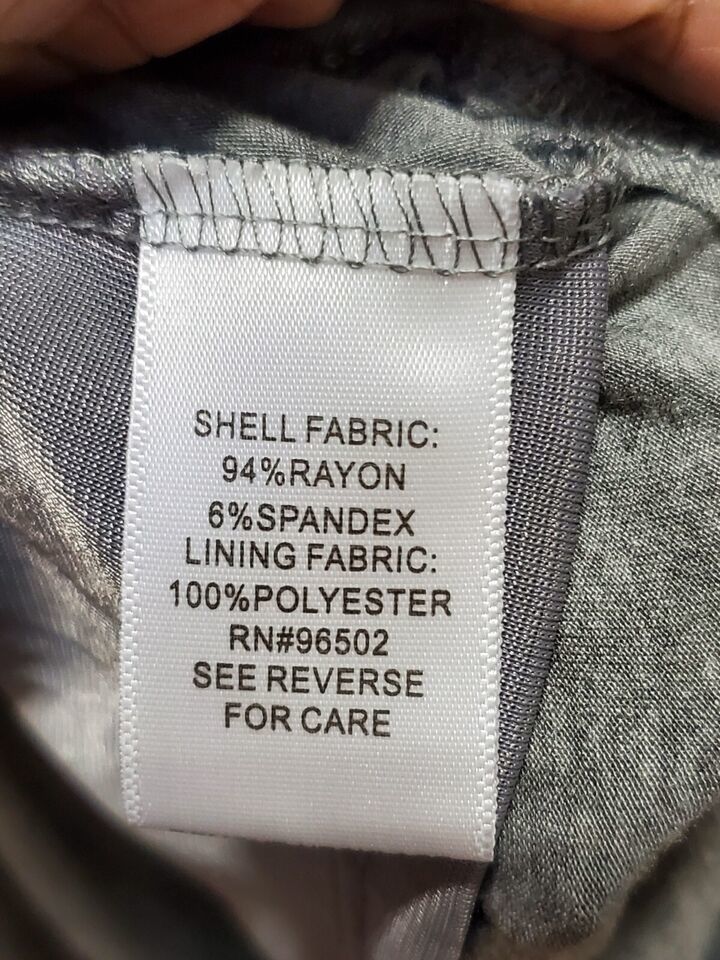 SHELL FABRIC:
94%RAYON
6%SPANDEX
LINING FABRIC:
100%POLYESTER
RN#96502
SEE REVERSE
FOR CARE